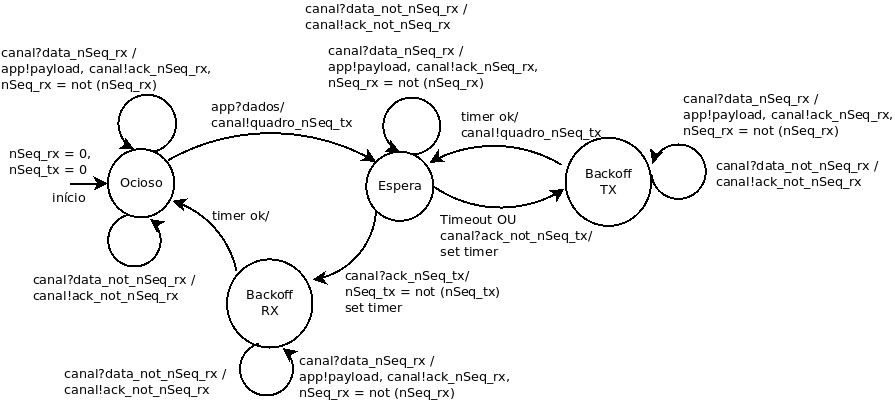 canal?data_not_nSeq_rx /
canal!ack_not_nSeq_rx
canal?data_nSeq_rx /
app!payload, canal!ack_nSeq_rx,
nSeq_rx = not (nSeq_rx)
canal?data_nSeq_rx /
app!payload, canal!ack_nSeq_rx,
nSeq_rx = not (nSeq_rx)
app?dados/
canal!quadro_nSeq_tx
timer ok/
canal!quadro_nSeq_tx
canal?data_nSeq_rx /
app!payload, canal!ack_nSeq_rx,
nSeq_rx = not (nSeq_rx)
nSeq_rx = 0,
nSeq_tx = 0
início
Ocioso
Espera
Backoff
TX
canal?data_not_nSeq_rx /
canal!ack_not_nSeq_rx
timer ok/
Timeout OU
canal?ack_not_nSeq_tx/
set timer
canal?data_not_nSeq_rx /
canal!ack_not_nSeq_rx
Backoff
RX
canal?ack_nSeq_tx/
nSeq_tx = not (nSeq_tx)
set timer
canal?data_not_nSeq_rx /
canal!ack_not_nSeq_rx
canal?data_nSeq_rx /
app!payload, canal!ack_nSeq_rx,
nSeq_rx = not (nSeq_rx)